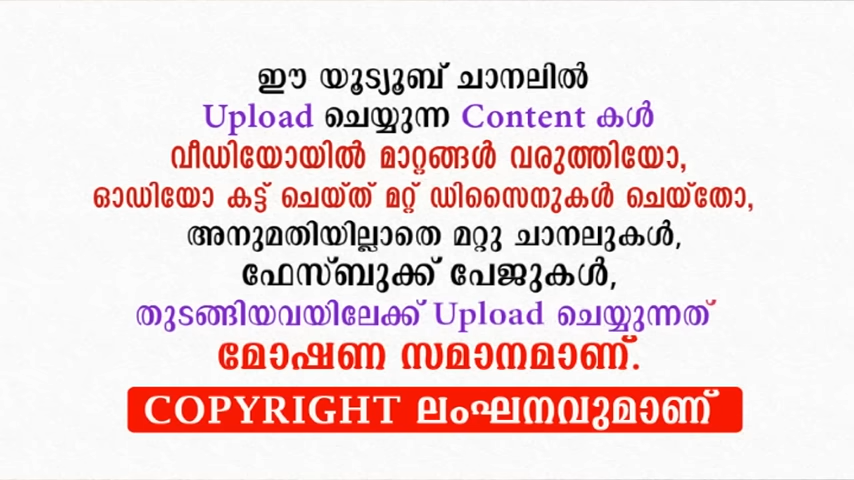 ഈ യൂട്യൂബ് ചാനലിൽ
Upload ചെയ്യുന്ന Content കൾ
വീഡിയോയിൽ മാറ്റങ്ങൾ വരുത്തിയോ,
ഓഡിയോ കട്ട് ചെയ്ത് മറ്റ് ഡിസൈനുകൾ ചെയ്തോ,
അനുമതിയില്ലാതെ മറ്റു ചാനലുകൾ,
ഫേസ്ബുക്ക് പേജുകൾ,
തുടങ്ങിയവയിലേക്ക് Upload ചെയ്യുന്നത്
മോഷണ സമാനമാണ്.
COPYRIGHT ലംഘനവുമാണ്